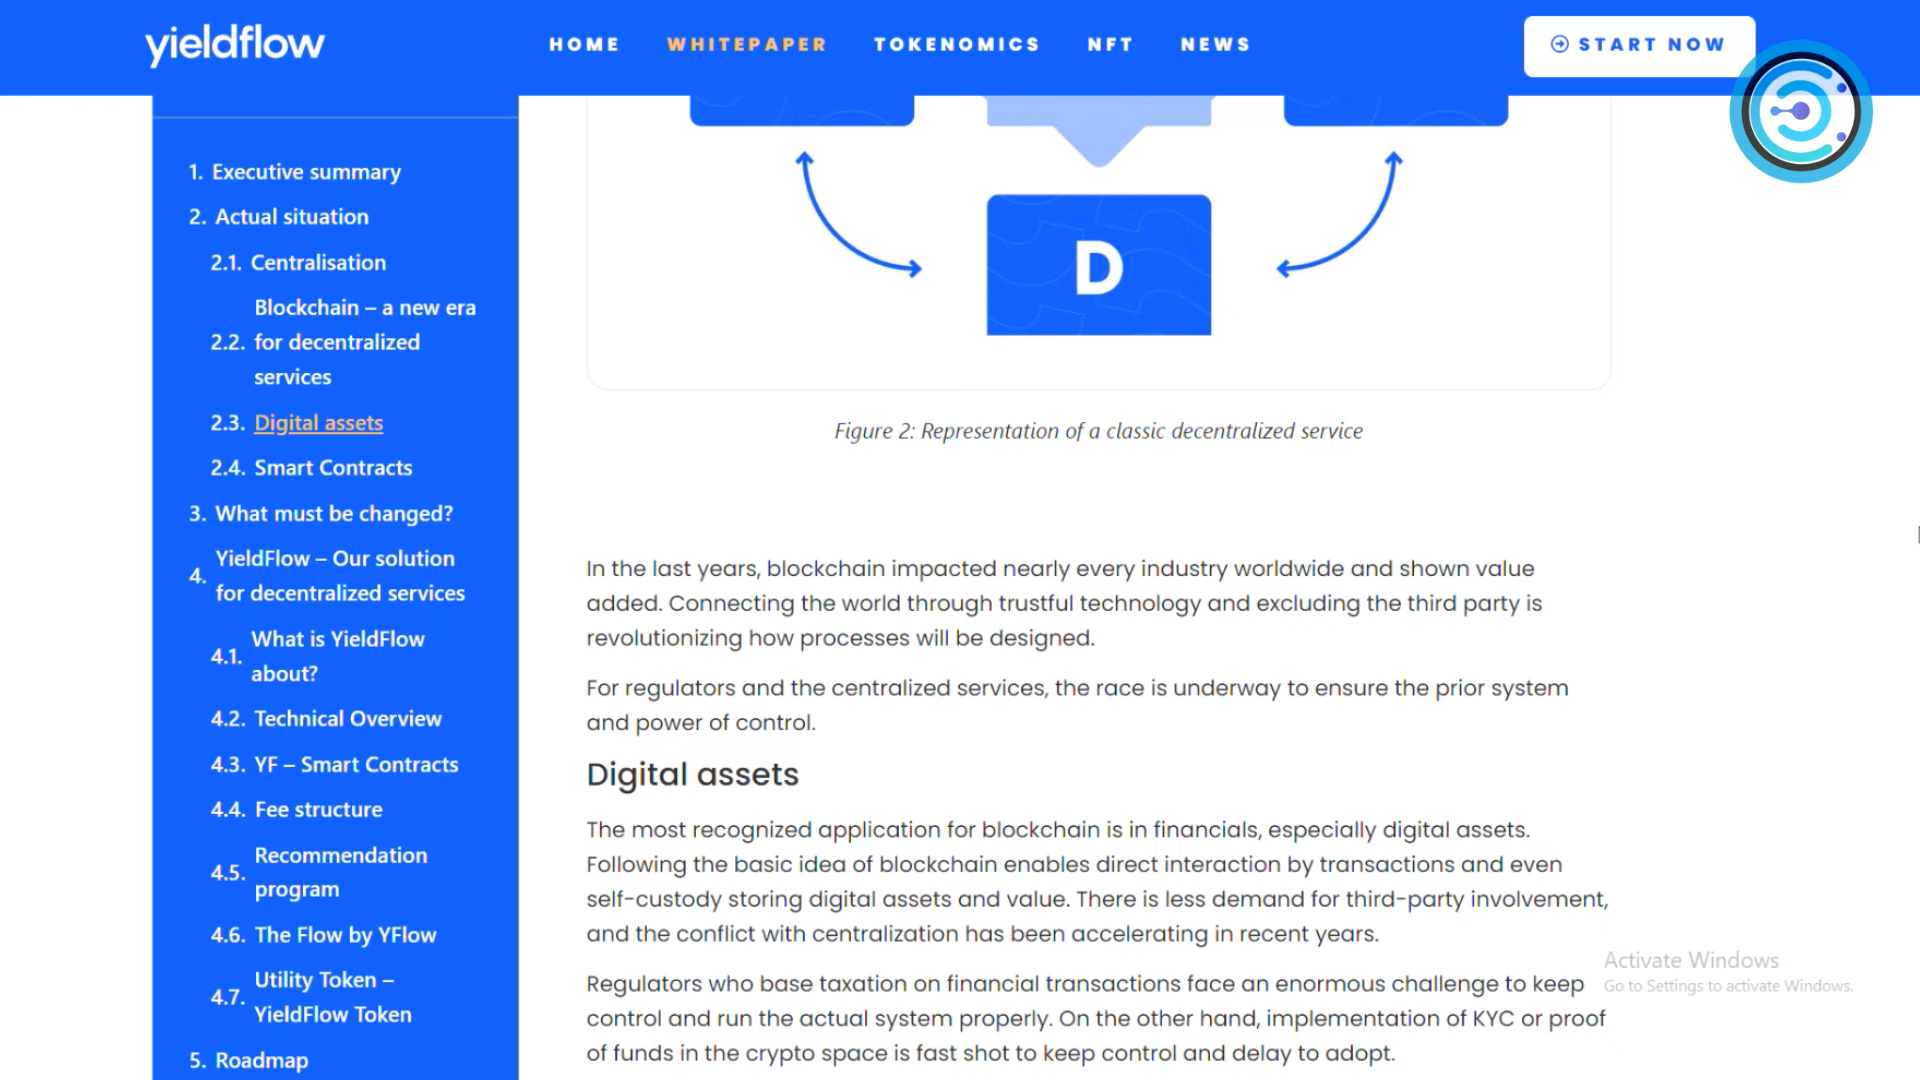 yieldflow
HOME WHITEPAPER TOKENOMICS NFT NEWS
START NOW
1. Executive summary
2. Actual situation
2.1. Centralisation
2.2. Blockchain – a new era
for decentralized
services
2.3. Digital assets
2.4. Smart Contracts
3. What must be changed?
4. YieldFlow – Our solution
for decentralized services
4.1. What is YieldFlow
about?
4.2. Technical Overview
4.3. YF – Smart Contracts
4.4. Fee structure
4.5. Recommendation
program
4.6. The Flow by YFlow
4.7. Utility Token –
YieldFlow Token
5. Roadmap
D
Figure 2: Representation of a classic decentralized service
In the last years, blockchain impacted nearly every industry worldwide and shown value
added. Connecting the world through trustful technology and excluding the third party is
revolutionizing how processes will be designed.
For regulators and the centralized services, the race is underway to ensure the prior system
and power of control.
Digital assets
The most recognized application for blockchain is in financials, especially digital assets.
Following the basic idea of blockchain enables direct interaction by transactions and even
self-custody storing digital assets and value. There is less demand for third-party involvement,
and the conflict with centralization has been accelerating in recent years.
Regulators who base taxation on financial transactions face an enormous challenge to keep
control and run the actual system properly. On the other hand, implementation of KYC or proof
of funds in the crypto space is fast shot to keep control and delay to adopt.
Activate Windows
Go to Settings to activate Windows.